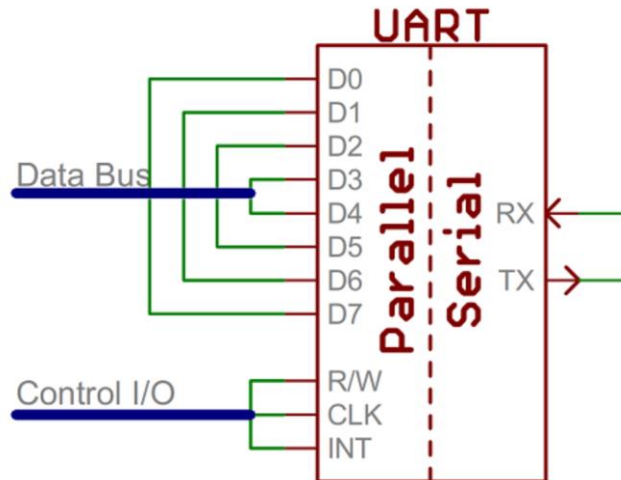 UART
D0
D1
D2
Data Bus
D3
D4
D5
D6
D7
Parallel
Serial
RX
TX
Control I/O
R/W
CLK
INT